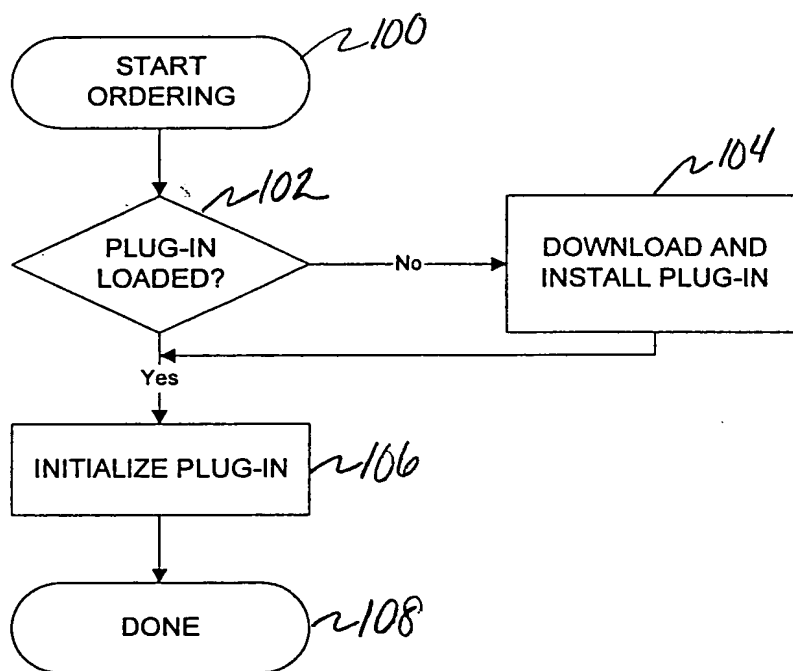 100
START
ORDERING
102
104
PLUG-IN
LOADED?
No
DOWNLOAD AND
INSTALL PLUG-IN
Yes
INITIALIZE PLUG-IN
106
DONE
108